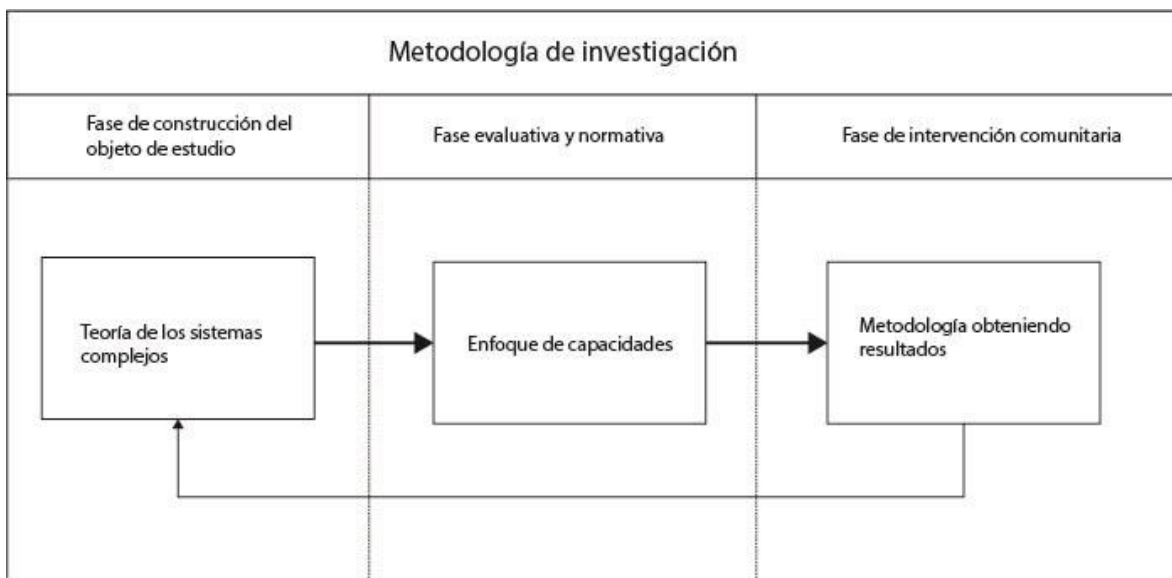 Metodología de investigación
Fase de construcción del
objeto de estudio
Fase evaluativa y normativa
Fase de intervención comunitaria
Teoría de los sistemas
complejos
Enfoque de capacidades
Metodología obteniendo
resultados